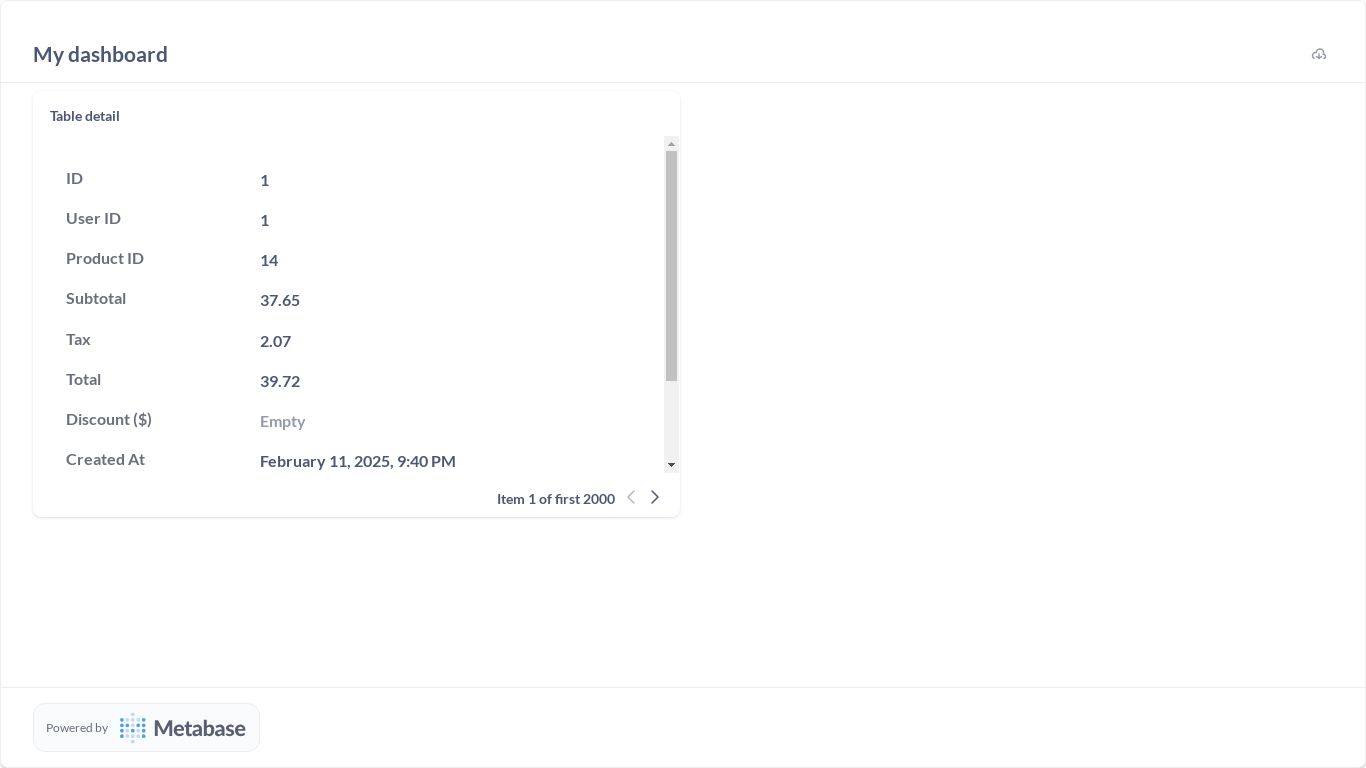 My dashboard
Table detail
ID 1
User ID 1
Product ID 14
Subtotal 37.65
Tax 2.07
Total 39.72
Discount ($) Empty
Created At February 11, 2025, 9:40 PM
Item 1 of first 2000
Powered by Metabase